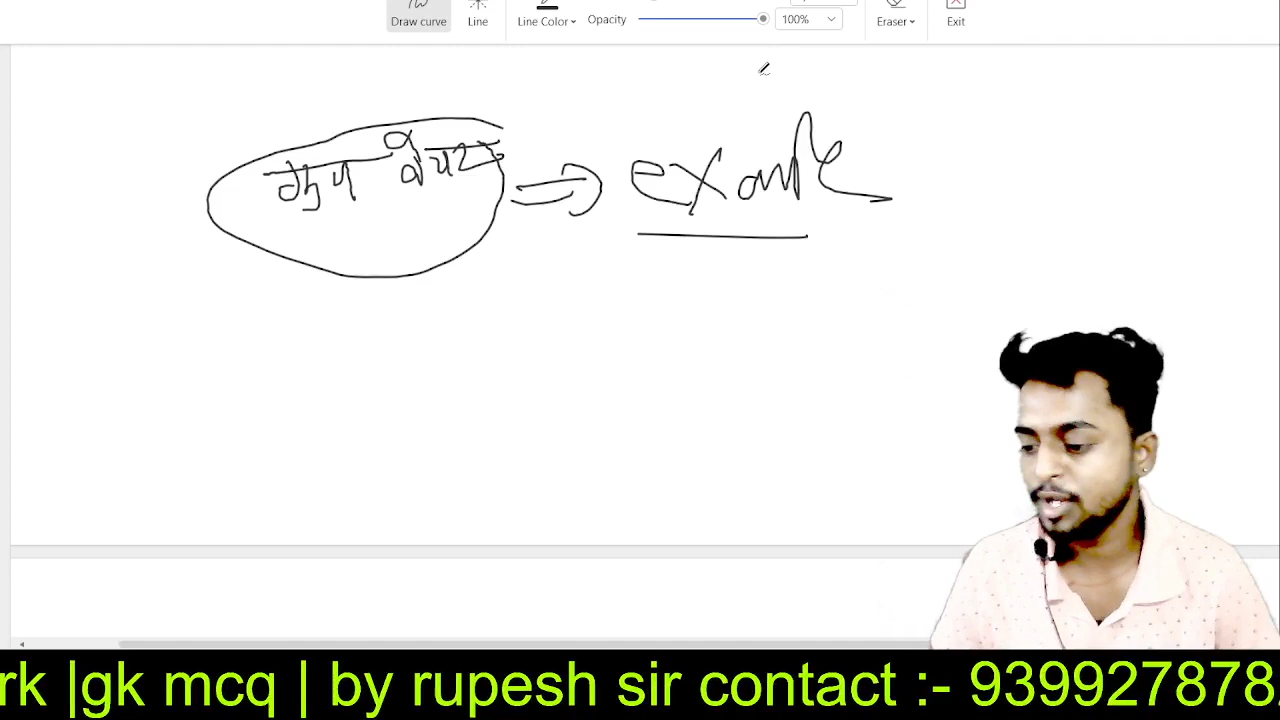 Draw curve Line Line Color Opacity 100% Eraser Exit
⇒ example
rk |gk mcq | by rupesh sir contact :- 939927878